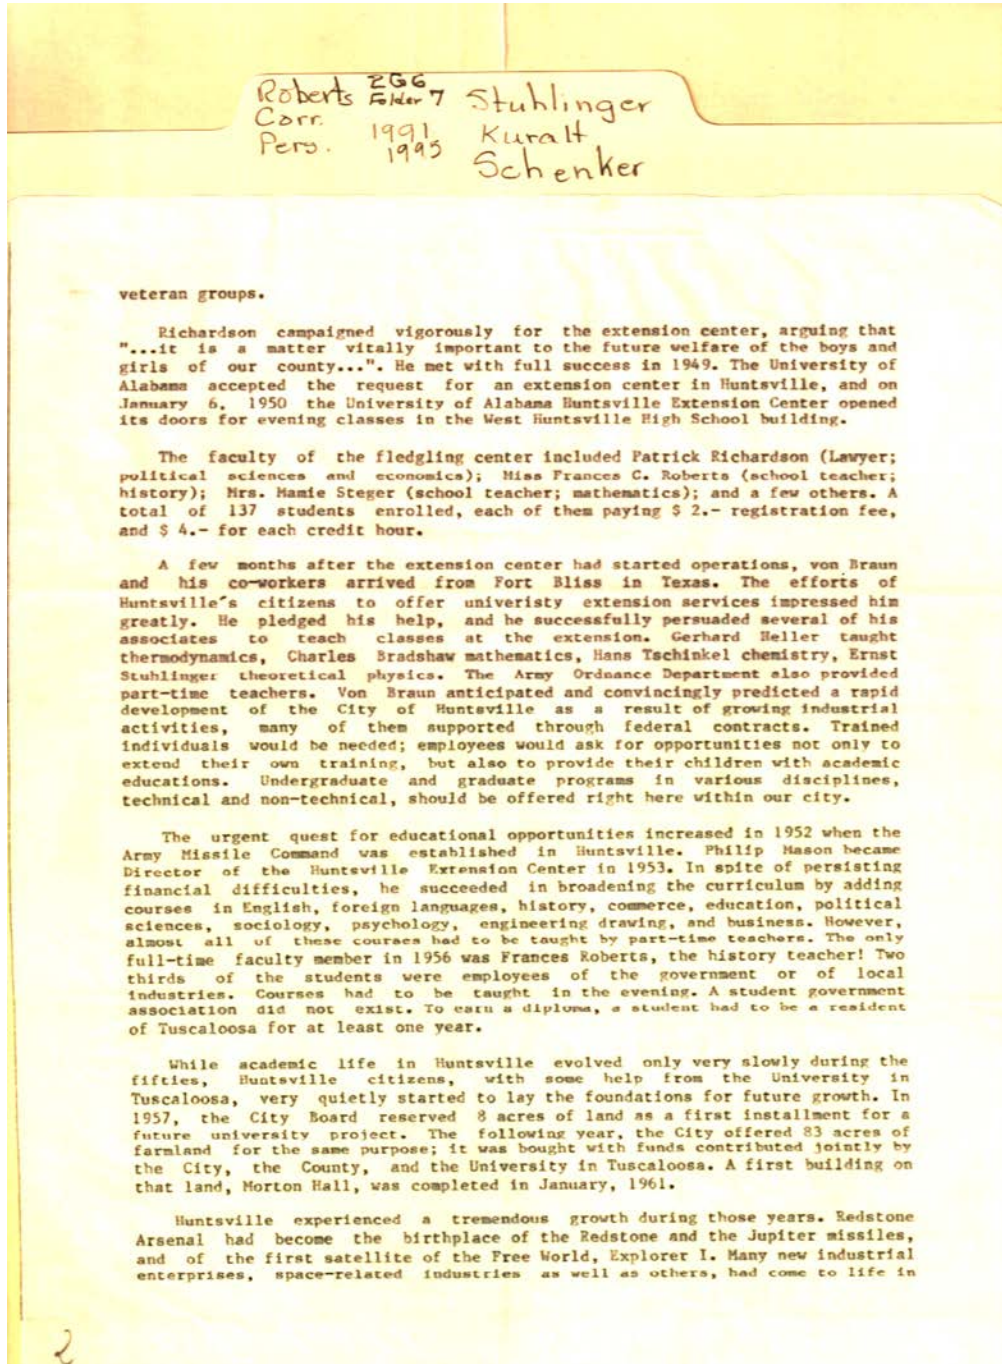 Roberts 2G6 Folder 7 Stuhlinger
Corr. 1991 Kuralt
Pers. 1995 Schenker
veteran groups.
Richardson campaigned vigorously for the extension center, arguing that
"...it is a matter vitally important to the future welfare of the boys and
girls of our county...". He met with full success in 1949. The University of
Alabama accepted the request for an extension center in Huntsville, and on
January 6, 1950 the University of Alabama Huntsville Extension Center opened
its doors for evening classes in the West Huntsville High School building.
The faculty of the fledgling center included Patrick Richardson (Lawyer;
political sciences and economics); Miss Frances C. Roberts (school teacher;
history); Mrs. Mamie Steger (school teacher; mathematics); and a few others. A
total of 137 students enrolled, each of them paying $ 2.- registration fee,
and $ 4.- for each credit hour.
A few months after the extension center had started operations, von Braun
and his co-workers arrived from Fort Bliss in Texas. The efforts of
Huntsville's citizens to offer univeristy extension services impressed him
greatly. He pledged his help, and he successfully persuaded several of his
associates to teach classes at the extension. Gerhard Heller taught
thermodynamics, Charles Bradshaw mathematics, Hans Tschinkel chemistry, Ernst
Stuhlinger theoretical physics. The Army Ordnance Department also provided
part-time teachers. Von Braun anticipated and convincingly predicted a rapid
development of the City of Huntsville as a result of growing industrial
activities, many of them supported through federal contracts. Trained
individuals would be needed; employees would ask for opportunities not only to
extend their own training, but also to provide their children with academic
educations. Undergraduate and graduate programs in various disciplines,
technical and non-technical, should be offered right here within our city.
The urgent quest for educational opportunities increased in 1952 when the
Army Missile Command was established in Huntsville. Philip Mason became
Director of the Huntsville Extension Center in 1953. In spite of persisting
financial difficulties, he succeeded in broadening the curriculum by adding
courses in English, foreign languages, history, commerce, education, political
sciences, sociology, psychology, engineering drawing, and business. However,
almost all of these courses had to be taught by part-time teachers. The only
full-time faculty member in 1956 was Frances Roberts, the history teacher! Two
thirds of the students were employees of the government or of local
industries. Courses had to be taught in the evening. A student government
association did not exist. To earn a diploma, a student had to be a resident
of Tuscaloosa for at least one year.
While academic life in Huntsville evolved only very slowly during the
fifties, Huntsville citizens, with some help from the University in
Tuscaloosa, very quietly started to lay the foundations for future growth. In
1957, the City Board reserved 8 acres of land as a first installment for a
future university project. The following year, the City offered 83 acres of
farmland for the same purpose; it was bought with funds contributed jointly by
the City, the County, and the University in Tuscaloosa. A first building on
that land, Morton Hall, was completed in January, 1961.
Huntsville experienced a tremendous growth during those years. Redstone
Arsenal had become the birthplace of the Redstone and the Jupiter missiles,
and of the first satellite of the Free World, Explorer I. Many new industrial
enterprises, space-related industries as well as others, had come to life in
2